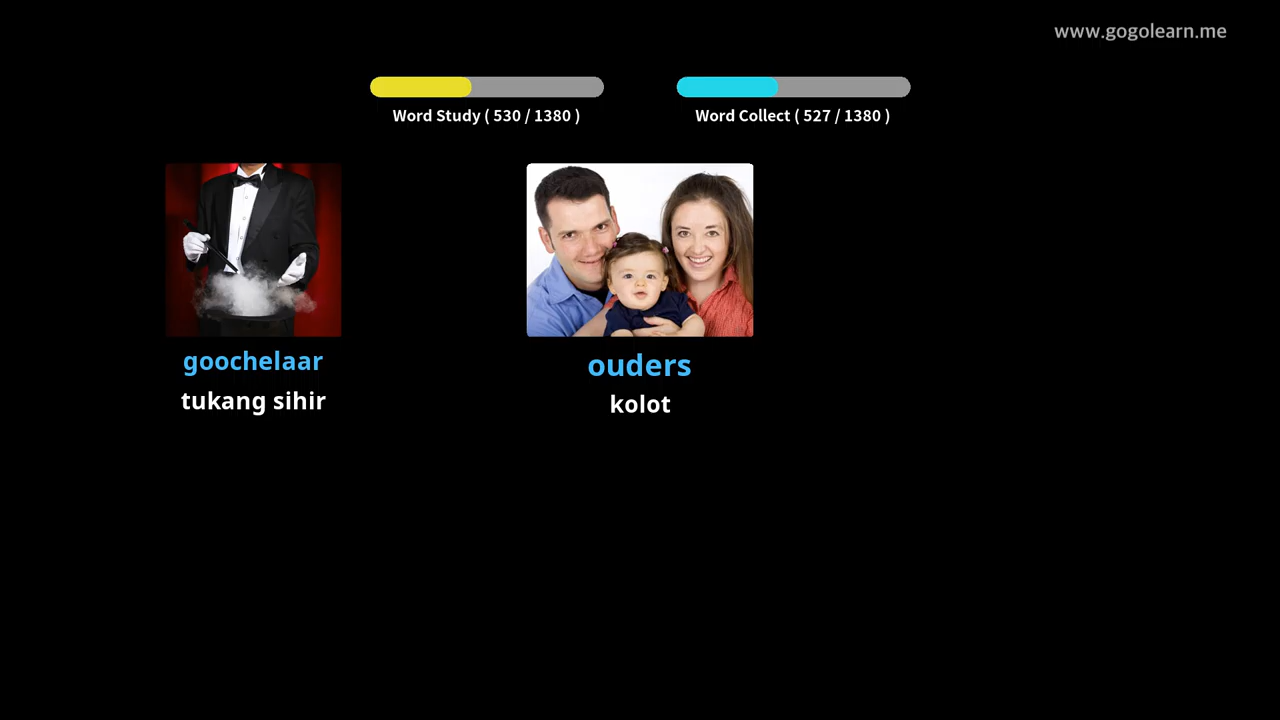 www.gogolearn.me
Word Study ( 530 / 1380 )
Word Collect ( 527 / 1380 )
goochelaar
tukang sihir
ouders
kolot